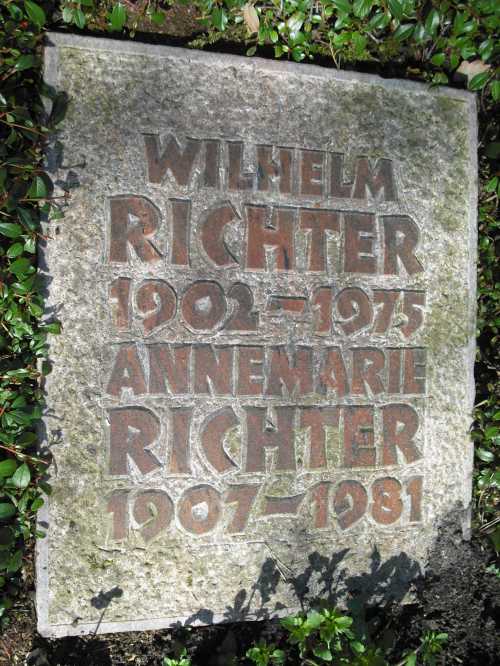 WILHELM
RICHTER
1902-1975
ANNEMARIE
RICHTER
1907-1981